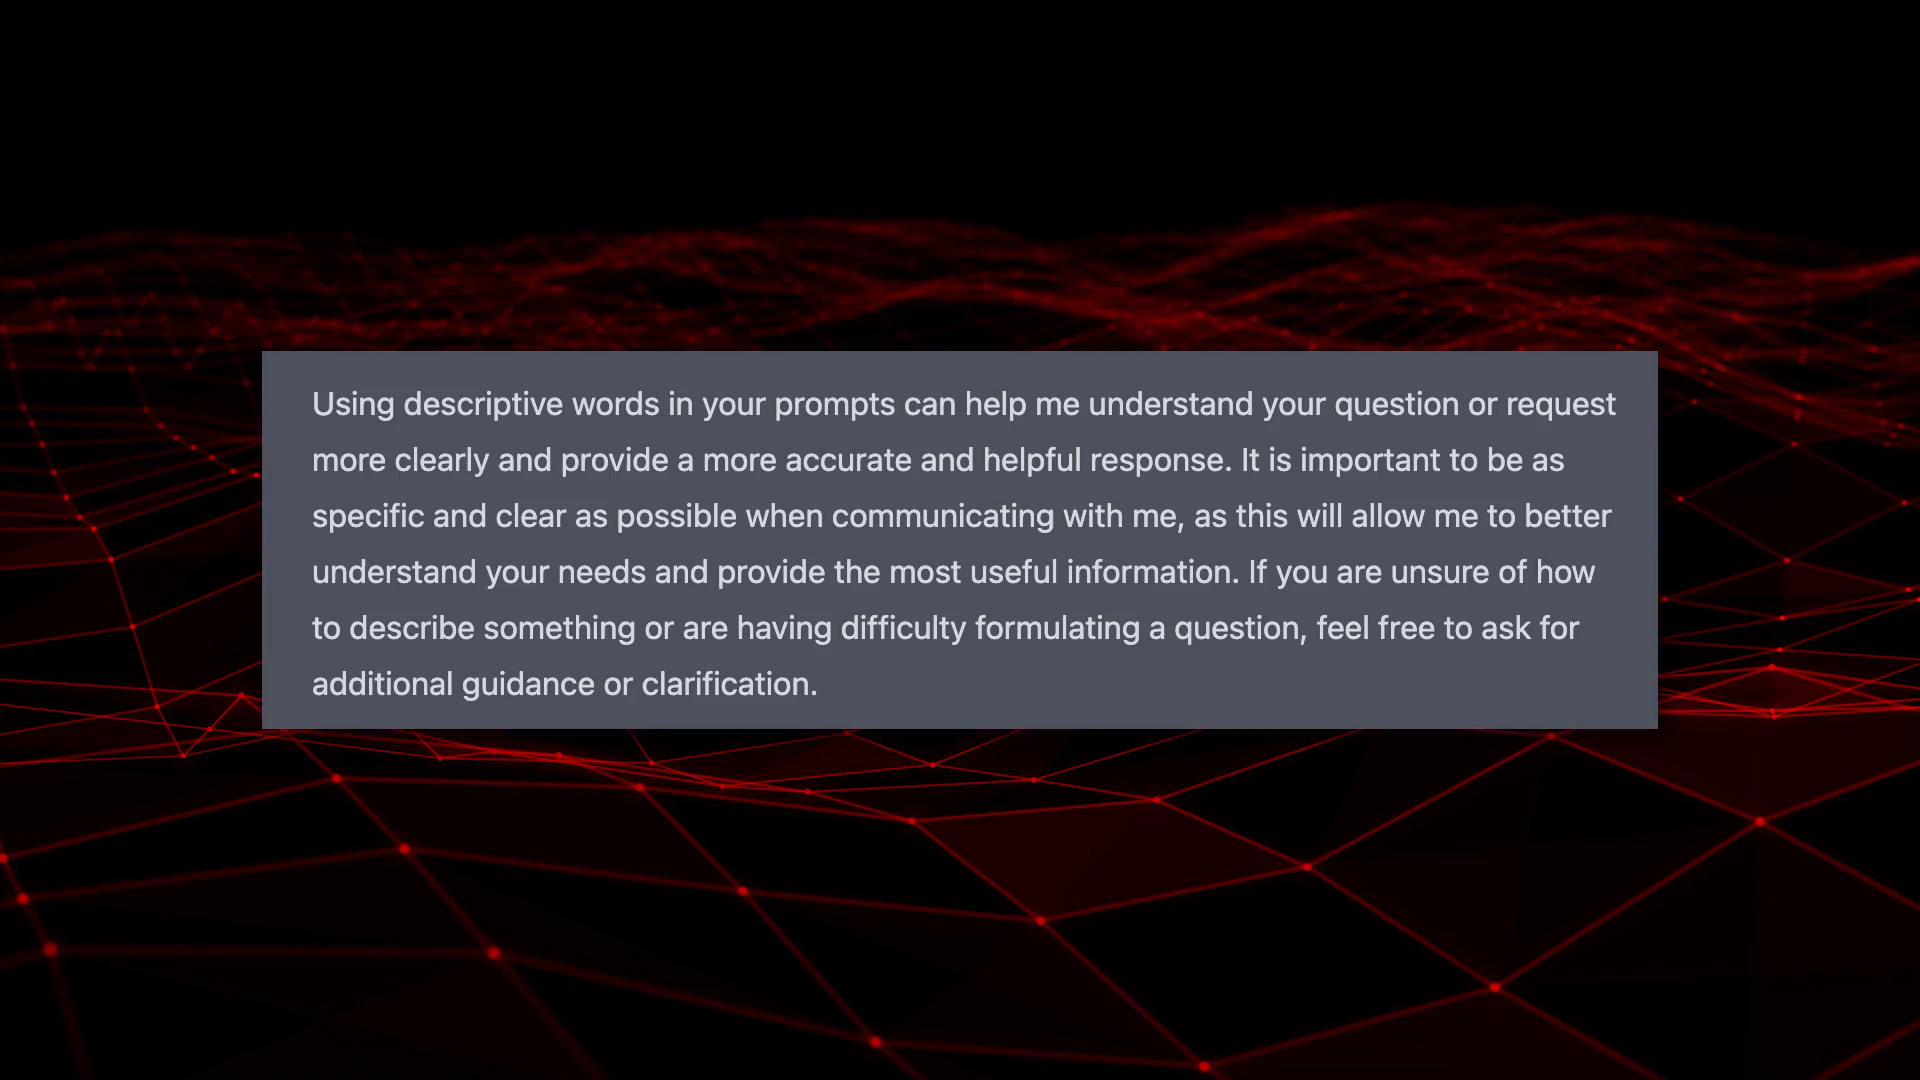 Using descriptive words in your prompts can help me understand your question or request
more clearly and provide a more accurate and helpful response. It is important to be as
specific and clear as possible when communicating with me, as this will allow me to better
understand your needs and provide the most useful information. If you are unsure of how
to describe something or are having difficulty formulating a question, feel free to ask for
additional guidance or clarification.